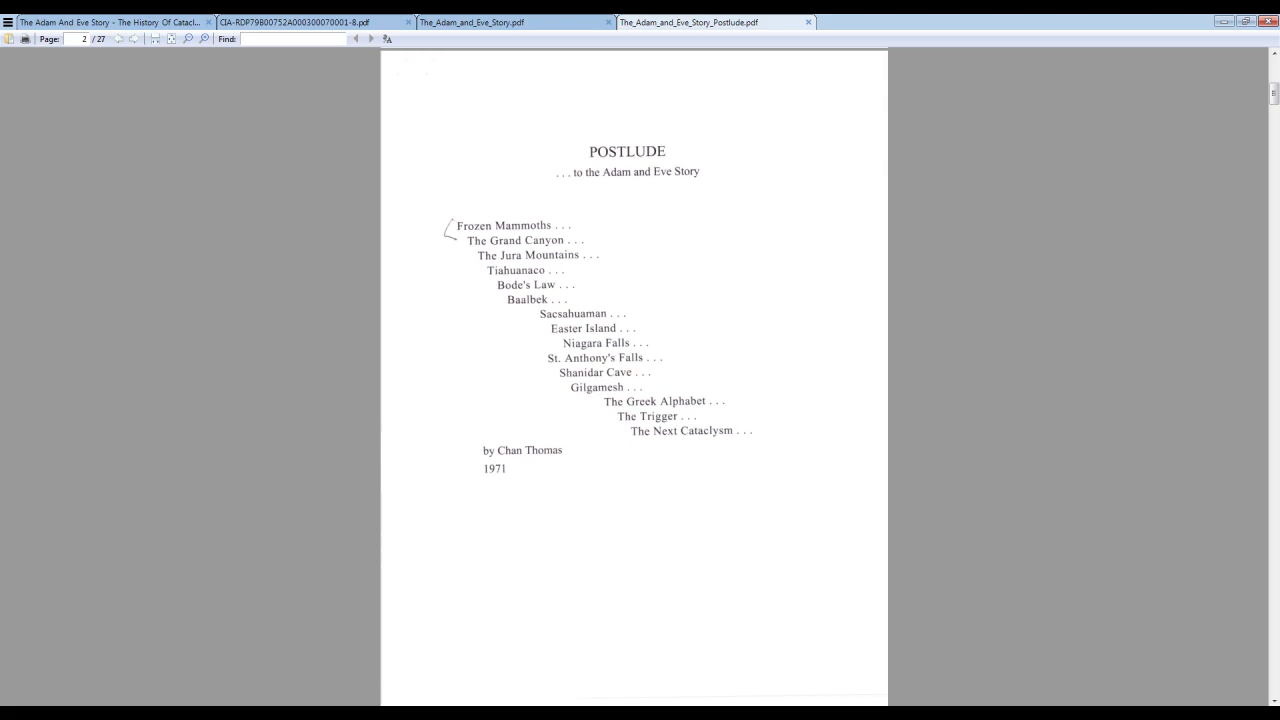 The Adam And Eve Story - The History Of Catacl...
CIA-RDP79B00752A000300070001-8.pdf
The_Adam_and_Eve_Story.pdf
The_Adam_and_Eve_Story_Postlude.pdf
Page: 2 / 27 Find:
POSTLUDE
. . . to the Adam and Eve Story
Frozen Mammoths . . .
The Grand Canyon . . .
The Jura Mountains . . .
Tiahuanaco . . .
Bode's Law . . .
Baalbek . . .
Sacsahuaman . . .
Easter Island . . .
Niagara Falls . . .
St. Anthony's Falls . . .
Shanidar Cave . . .
Gilgamesh . . .
The Greek Alphabet . . .
The Trigger . . .
The Next Cataclysm . . .
by Chan Thomas
1971